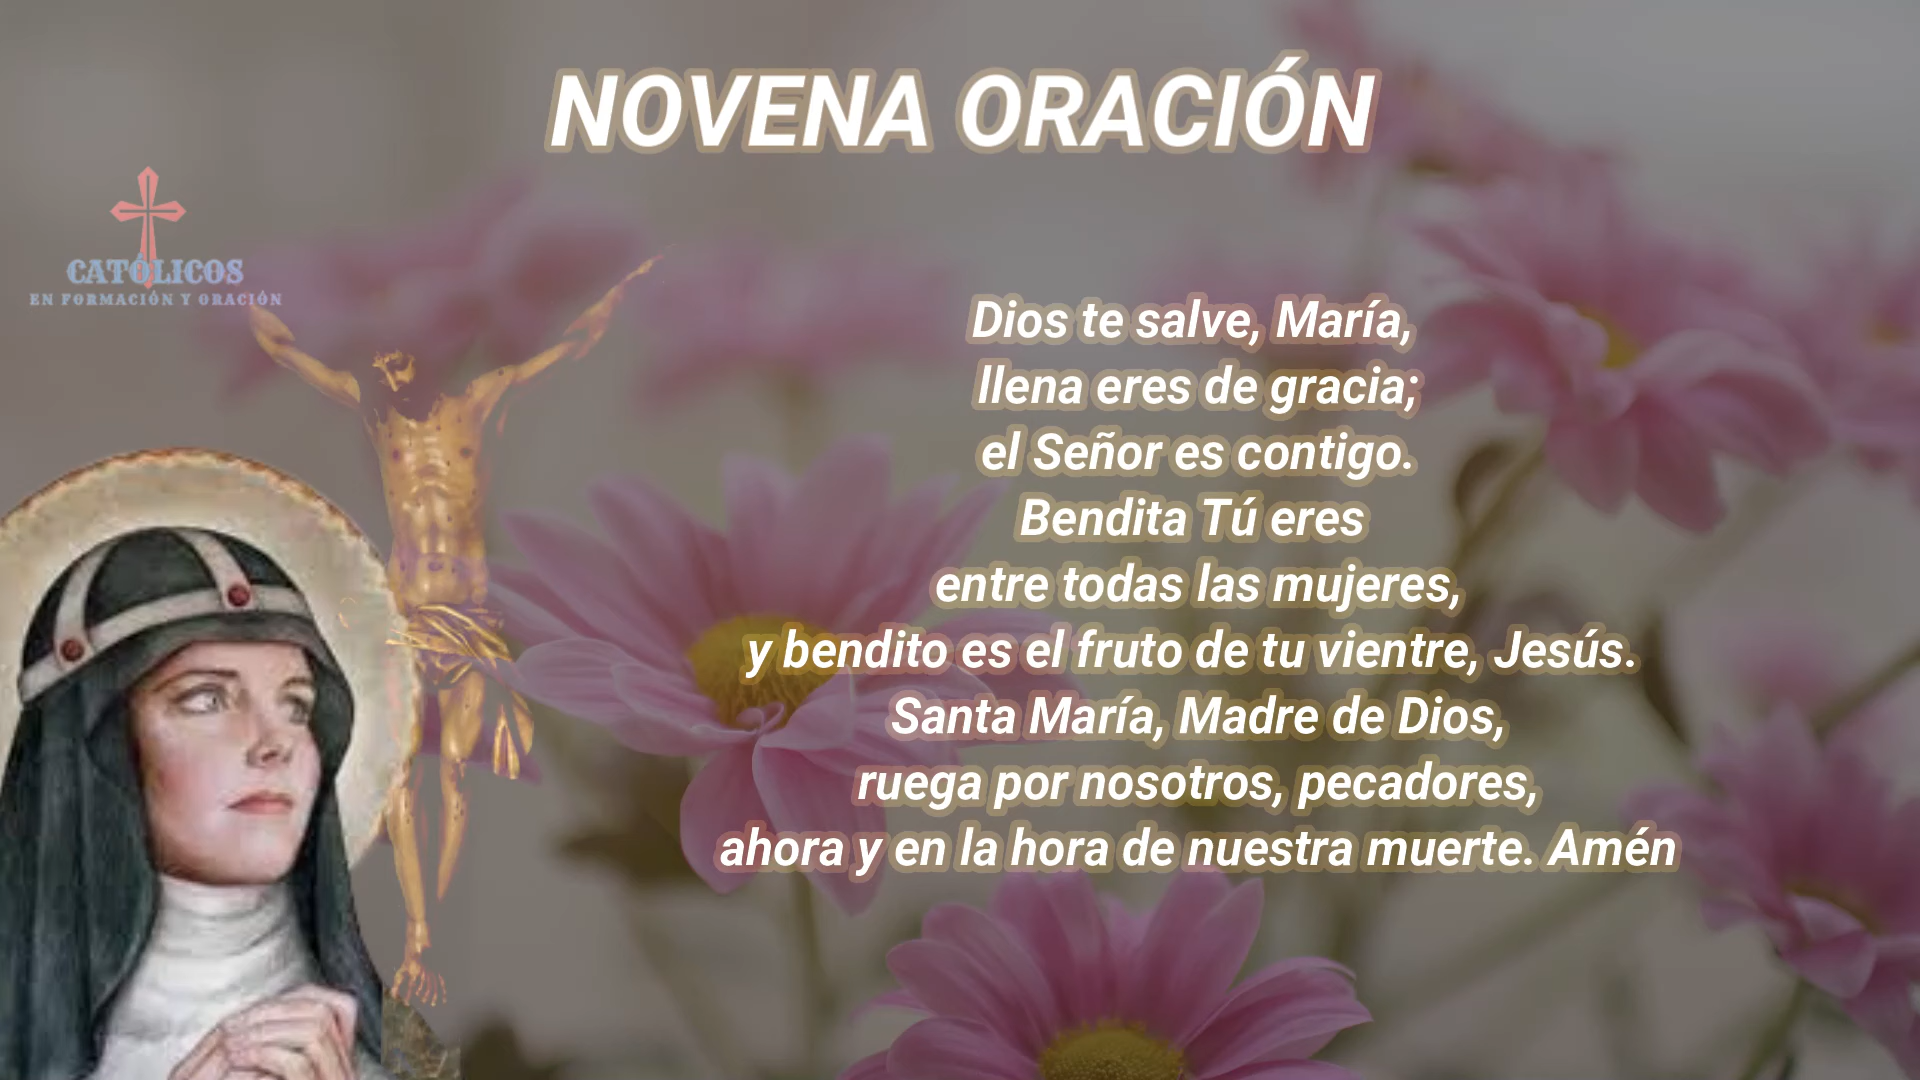 NOVENA ORACIÓN
CATÓLICOS
EN FORMACIÓN Y ORACIÓN
Dios te salve, María,
llena eres de gracia;
el Señor es contigo.
Bendita Tú eres
entre todas las mujeres,
y bendito es el fruto de tu vientre, Jesús.
Santa María, Madre de Dios,
ruega por nosotros, pecadores,
ahora y en la hora de nuestra muerte. Amén